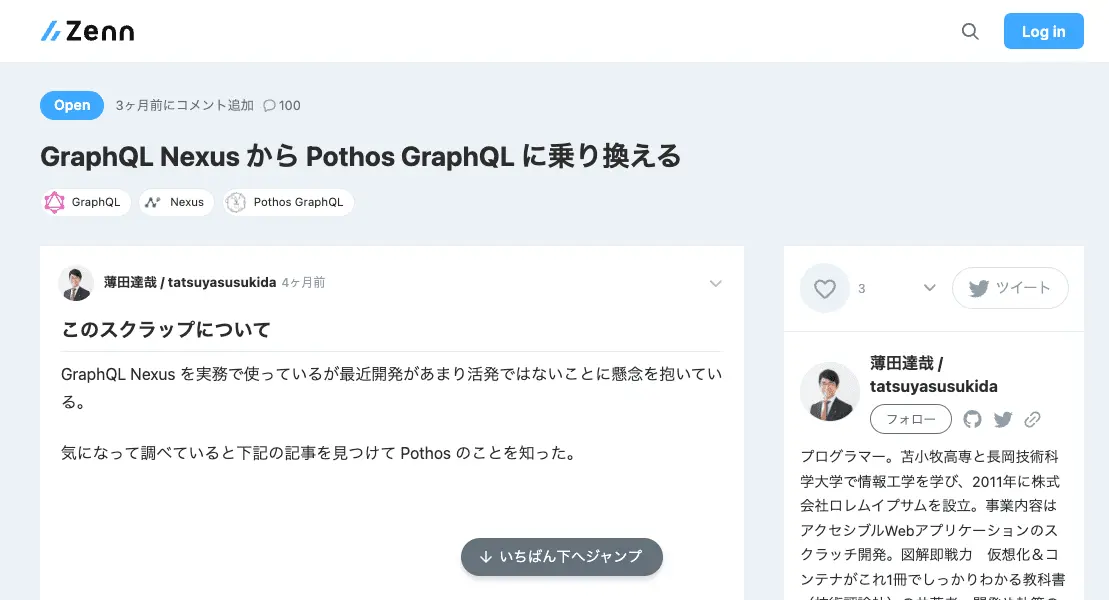 Zenn
Log in
Open 3ヶ月前にコメント追加 100
GraphQL Nexus から Pothos GraphQL に乗り換える
GraphQL Nexus Pothos GraphQL
薄田達哉 / tatsuyasusukida 4ヶ月前
このスクラップについて
GraphQL Nexus を実務で使っているが最近開発があまり活発ではないことに懸念を抱いてい
る。
気になって調べていると下記の記事を見つけて Pothos のことを知った。
いちばん下へジャンプ
3 ツイート
薄田達哉 /
tatsuyasusukida
フォロー
プログラマー。苫小牧高専と長岡技術科
学大学で情報工学を学び、2011年に株式
会社ロレムイプサムを設立。事業内容は
アクセシブルWebアプリケーションのス
クラッチ開発。図解即戦力　仮想化＆コ
ンテナがこれ1冊でしっかりわかる教科書